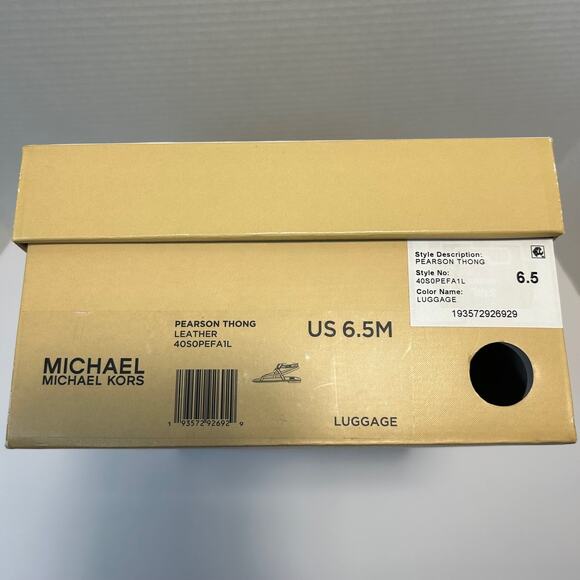 Style Description:
PEARSON THONG
Style No:
40S0PEFA1L
6.5
Color Name:
LUGGAGE
193572926929
PEARSON THONG
LEATHER
40S0PEFA1L
US 6.5M
MICHAEL
MICHAEL KORS
1 93572 92692 9
LUGGAGE